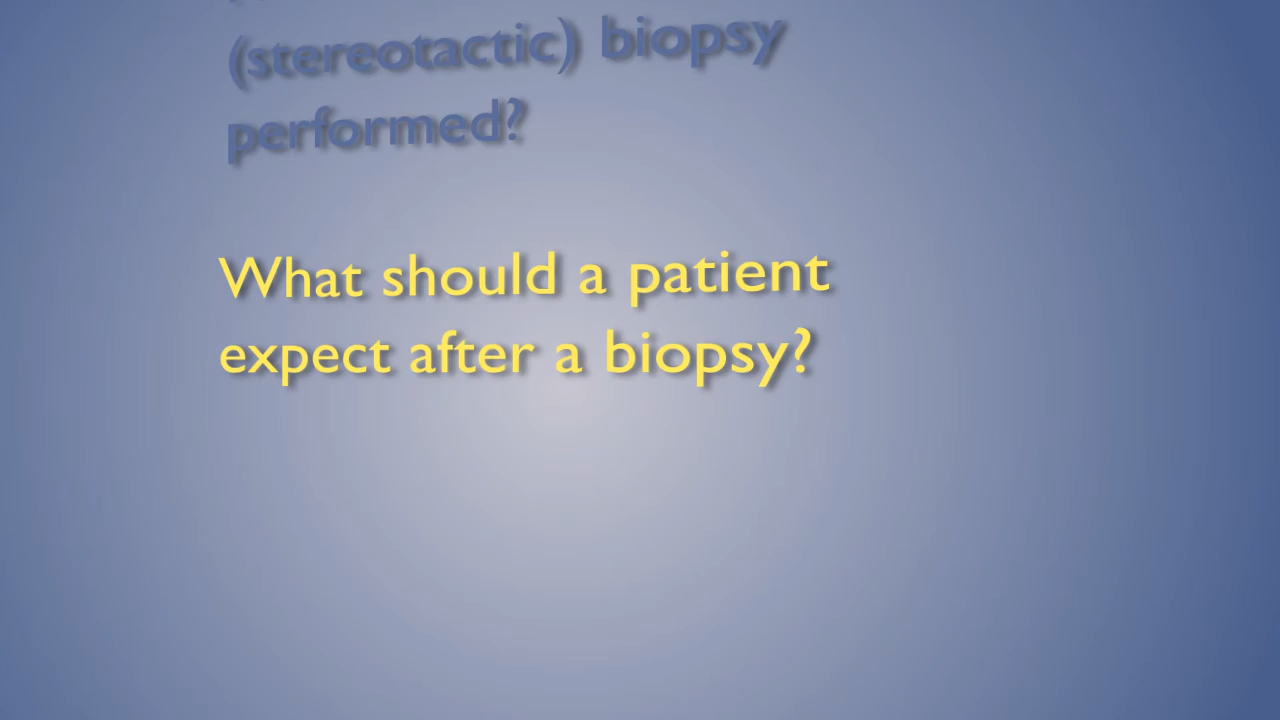 (stereotactic) biopsy
performed?
What should a patient
expect after a biopsy?